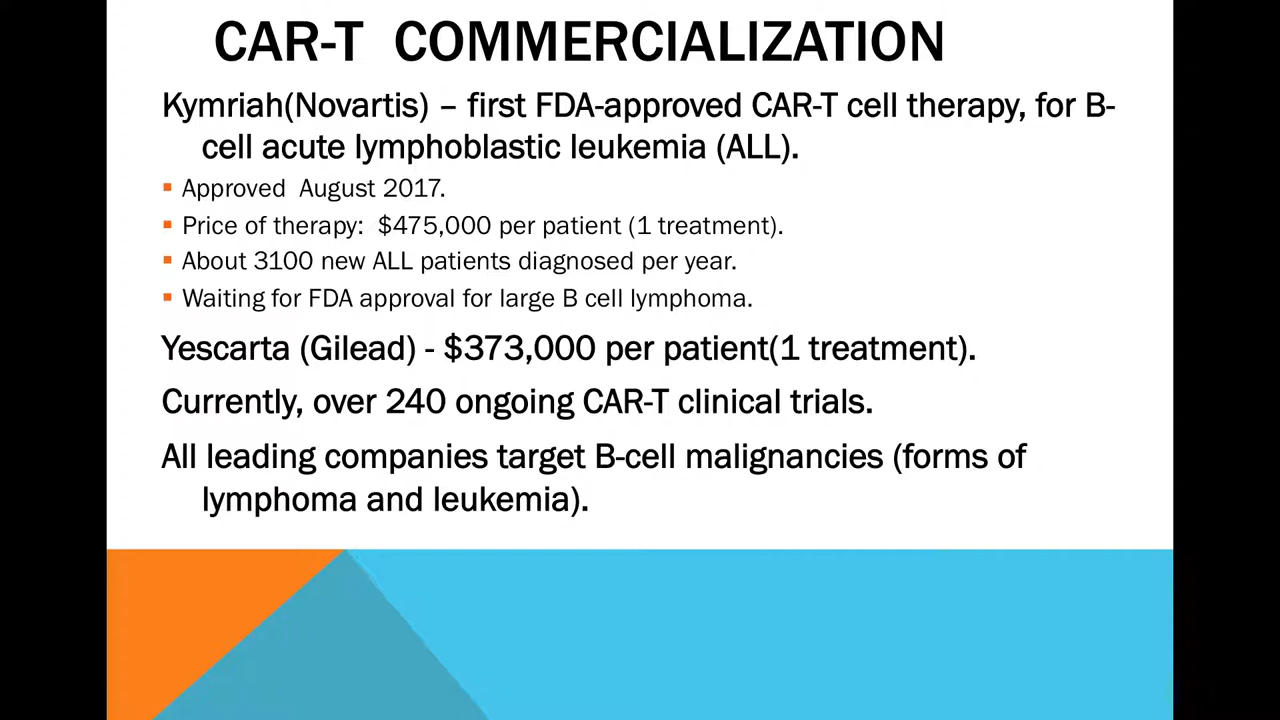 CAR-T COMMERCIALIZATION
Kymriah(Novartis) – first FDA-approved CAR-T cell therapy, for B-
cell acute lymphoblastic leukemia (ALL).
▪ Approved August 2017.
▪ Price of therapy: $475,000 per patient (1 treatment).
▪ About 3100 new ALL patients diagnosed per year.
▪ Waiting for FDA approval for large B cell lymphoma.
Yescarta (Gilead) - $373,000 per patient(1 treatment).
Currently, over 240 ongoing CAR-T clinical trials.
All leading companies target B-cell malignancies (forms of
lymphoma and leukemia).